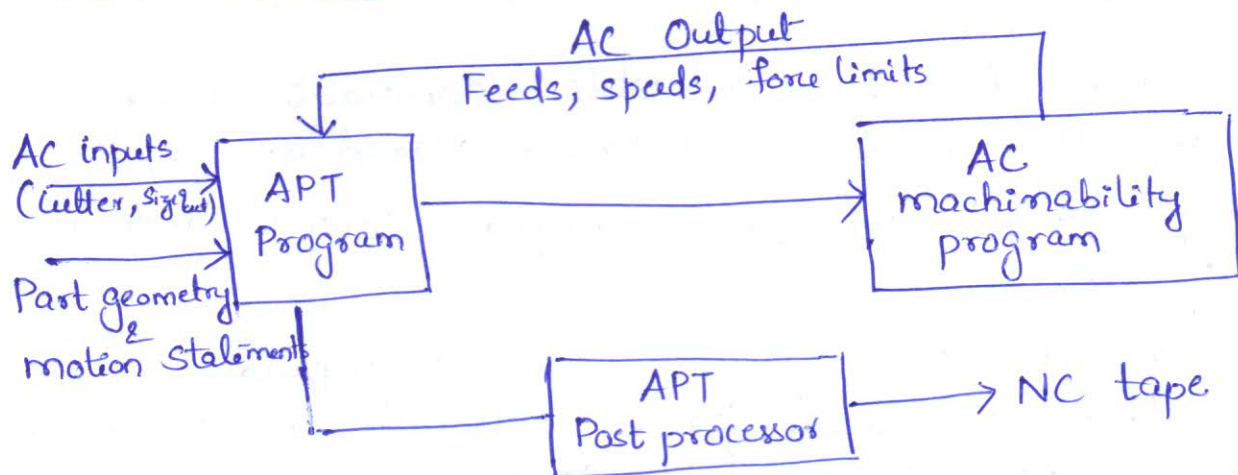 AC Output
Feeds, speeds, force limits
AC inputs
(Cutter, Size
APT
Program
AC
machinability
program
Part geometry
&
motion statements
APT
Post processor
NC tape